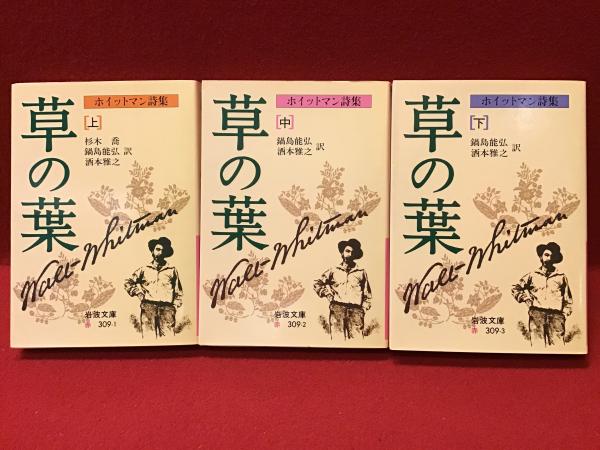 ホイットマン詩集
草の葉
[上]
杉木 喬
鍋島能弘 訳
酒本雅之
Walt Whitman
岩波文庫
赤 309-1
ホイットマン詩集
草の葉
[中]
鍋島能弘
酒本雅之 訳
Walt Whitman
岩波文庫
赤 309-2
ホイットマン詩集
草の葉
[下]
鍋島能弘
酒本雅之 訳
Walt Whitman
岩波文庫
赤 309-3